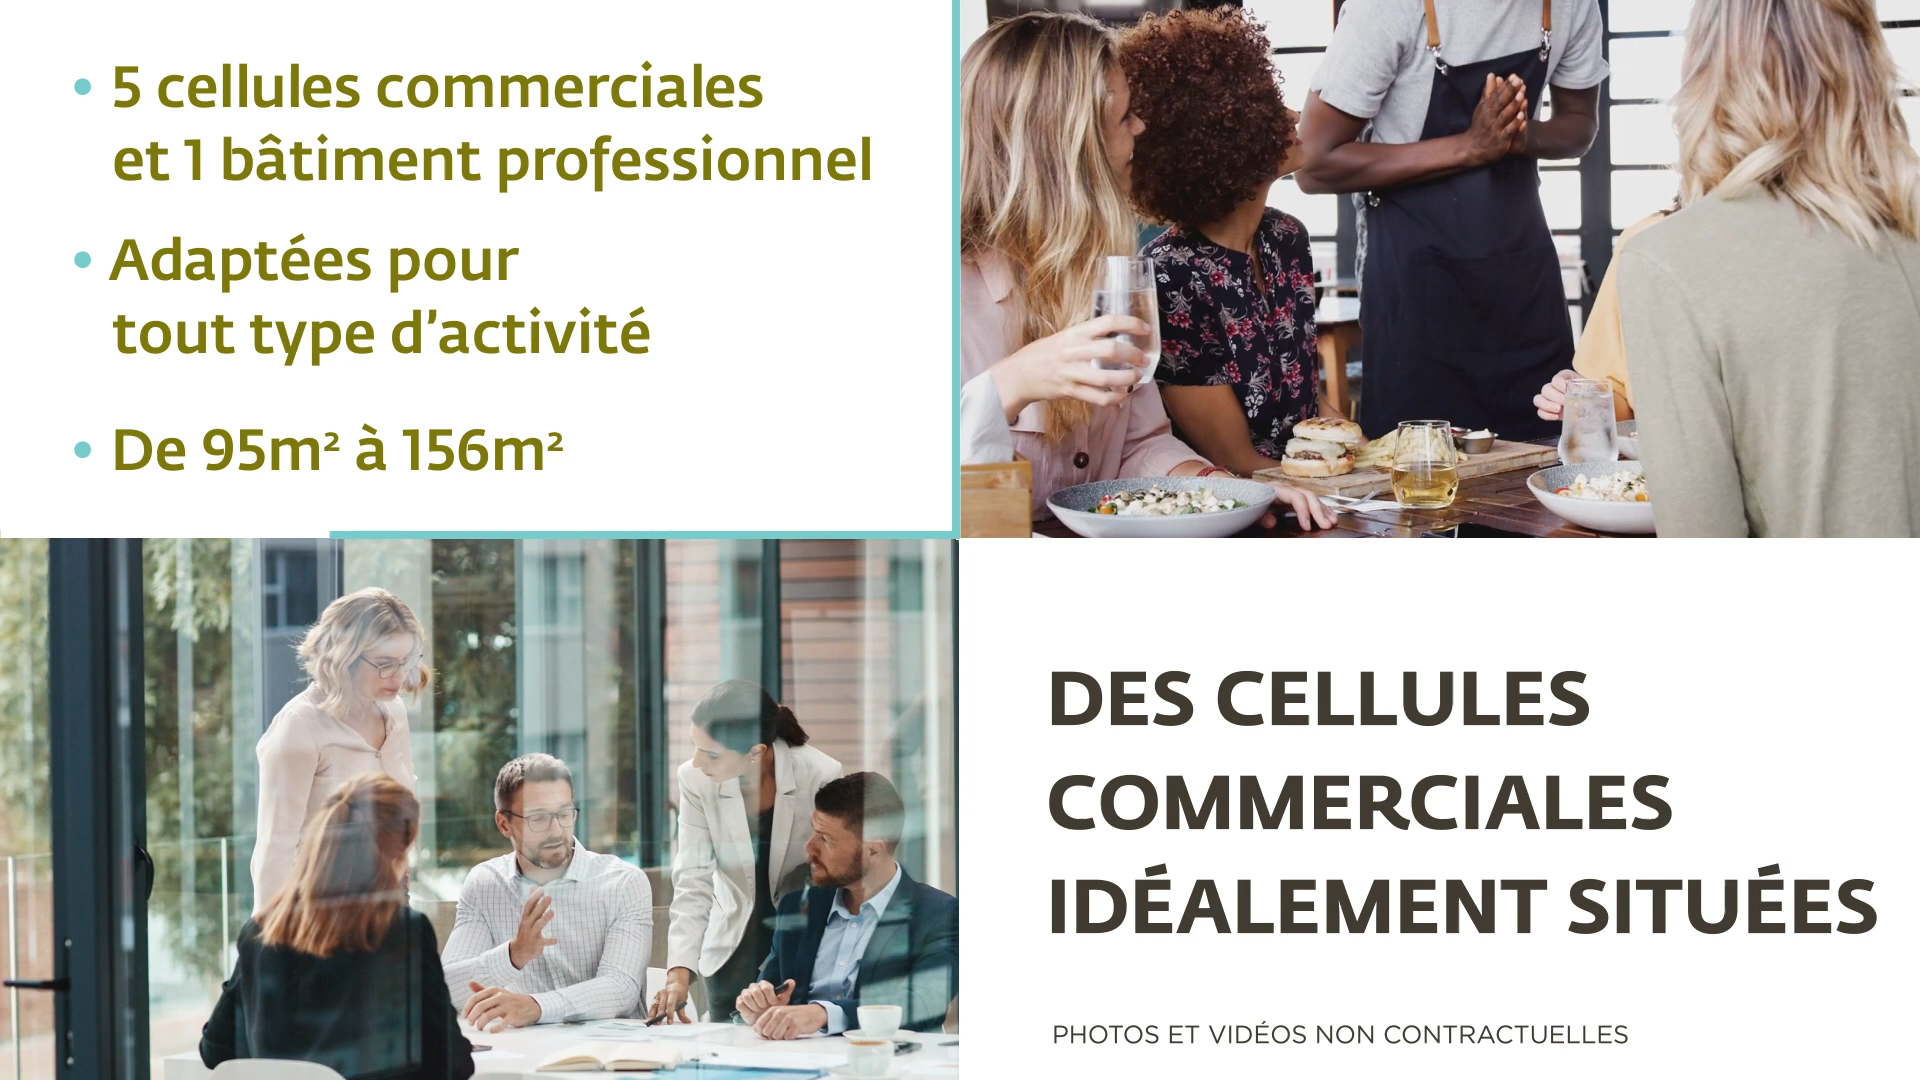 • 5 cellules commerciales
et 1 bâtiment professionnel
• Adaptées pour
tout type d’activité
• De 95m² à 156m²
DES CELLULES
COMMERCIALES
IDÉALEMENT SITUÉES
PHOTOS ET VIDÉOS NON CONTRACTUELLES